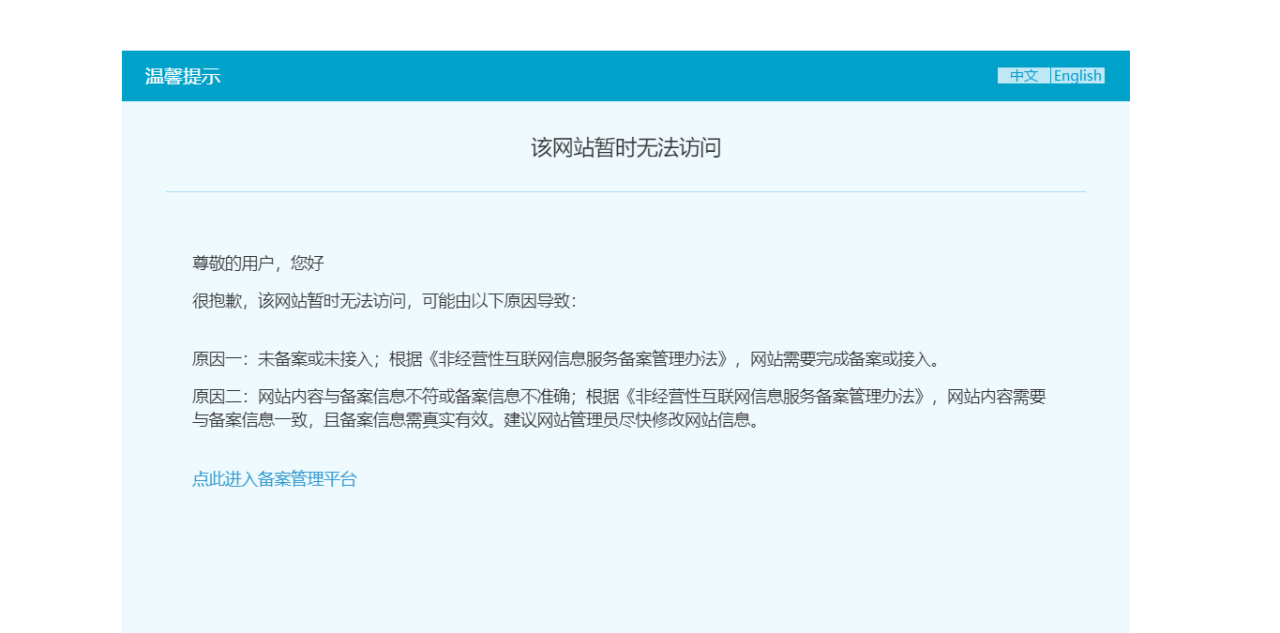 温馨提示
中文 English
该网站暂时无法访问
尊敬的用户，您好
很抱歉，该网站暂时无法访问，可能由以下原因导致：
原因一：未备案或未接入；根据《非经营性互联网信息服务备案管理办法》，网站需要完成备案或接入。
原因二：网站内容与备案信息不符或备案信息不准确；根据《非经营性互联网信息服务备案管理办法》，网站内容需要
与备案信息一致，且备案信息需真实有效。建议网站管理员尽快修改网站信息。
点此进入备案管理平台